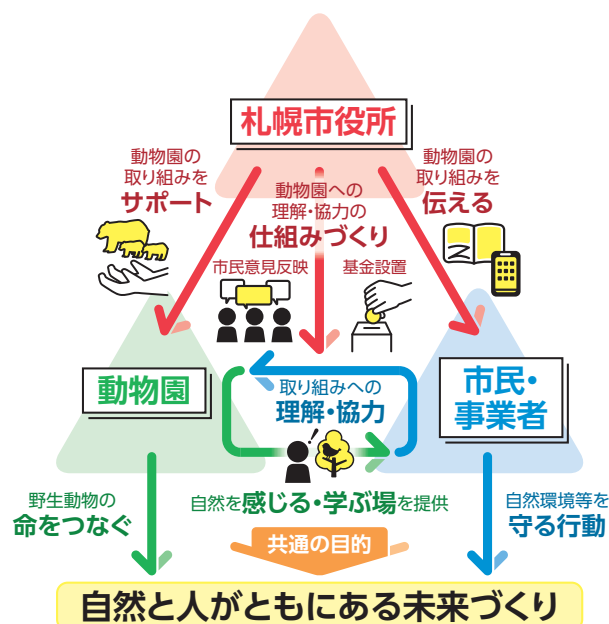 札幌市役所
動物園の
取り組みを
サポート
動物園への
理解・協力の
仕組みづくり
動物園の
取り組みを
伝える
市民意見反映
基金設置
動物園
取り組みへの
理解・協力
市民・
事業者
野生動物の
命をつなぐ
自然を感じる・学ぶ場を提供
自然環境等を
守る行動
共通の目的
自然と人がともにある未来づくり